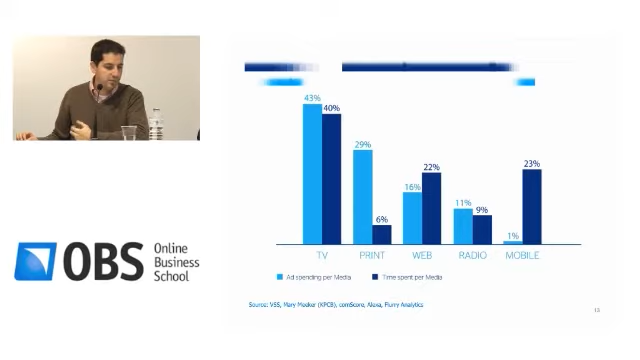 OBS
Online
Business
School
43%
40%
29%
6%
16%
22%
11%
9%
1%
23%
TV
PRINT
WEB
RADIO
MOBILE
Ad spending per Media
Time spent per Media
Source: VSS, Mary Meeker (KPCB), comScore, Alexa, Flurry Analytics